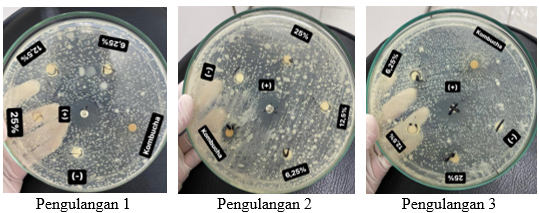 12,5%
6,25%
25%
(+)
Kombucha
(-)
25%
(-)
(+)
12,5%
Kombucha
6,25%
Kombucha
6,25%
(+)
(-)
12,5%
25%
Pengulangan 1
Pengulangan 2
Pengulangan 3